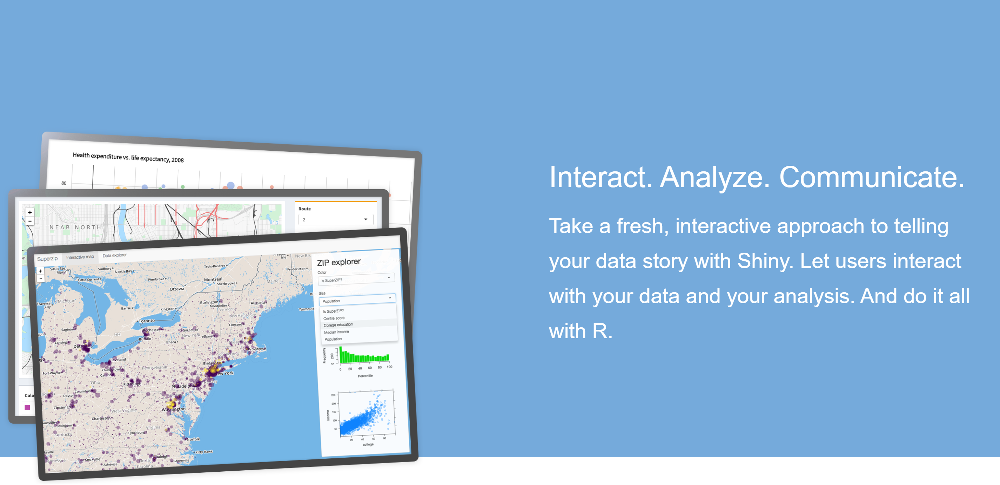 Health expenditure vs. life expectancy, 2008
80
Interact. Analyze. Communicate.
Take a fresh, interactive approach to telling
your data story with Shiny. Let users interact
with your data and your analysis. And do it all
with R.
+
−
NEAR NORTH
Route
2
Colo
Superzip
Interactive map
Data explorer
+
−
Sault Ste.
Marie
Sudbury
North Bay
Trois-Rivières
Fredericton
New Bru
Isle
Little Current
Pembroke
Montréal
Sherbrooke
Maine
Ottawa
Michigan
Traverse
City
Barrie
Kingston
Burlington
Montpelier
Vermont
Augusta
Yarmouth
New Hampshire
Toronto
Concord
Saginaw
401
Rochester
Syracuse
New York
Albany
Buffalo
Ithaca
Lansing
Detroit
Providence
Connecticut
Cleveland
Pennsylvania
Bridgeport
Youngstown
Canton
Fort Wayne
New York
Ohio
Pittsburgh
Philadelphia
Columbus
Dayton
Cincinnati
West Virginia
Washington
Charleston
Lexington
Virginia
Lynchburg
Kentucky
Norfolk
Kitty Hawk
Knoxville
Asheville
North
Carolina
Raleigh
Greenville
ZIP explorer
Color
Is SuperZIP?
Size
Population
Is SuperZIP?
Centile score
College education
Median income
Population
Frequency
0 200
0 20 40 60 80 100
Percentile
Income
250
200
150
100
50
20 40 60 80
college